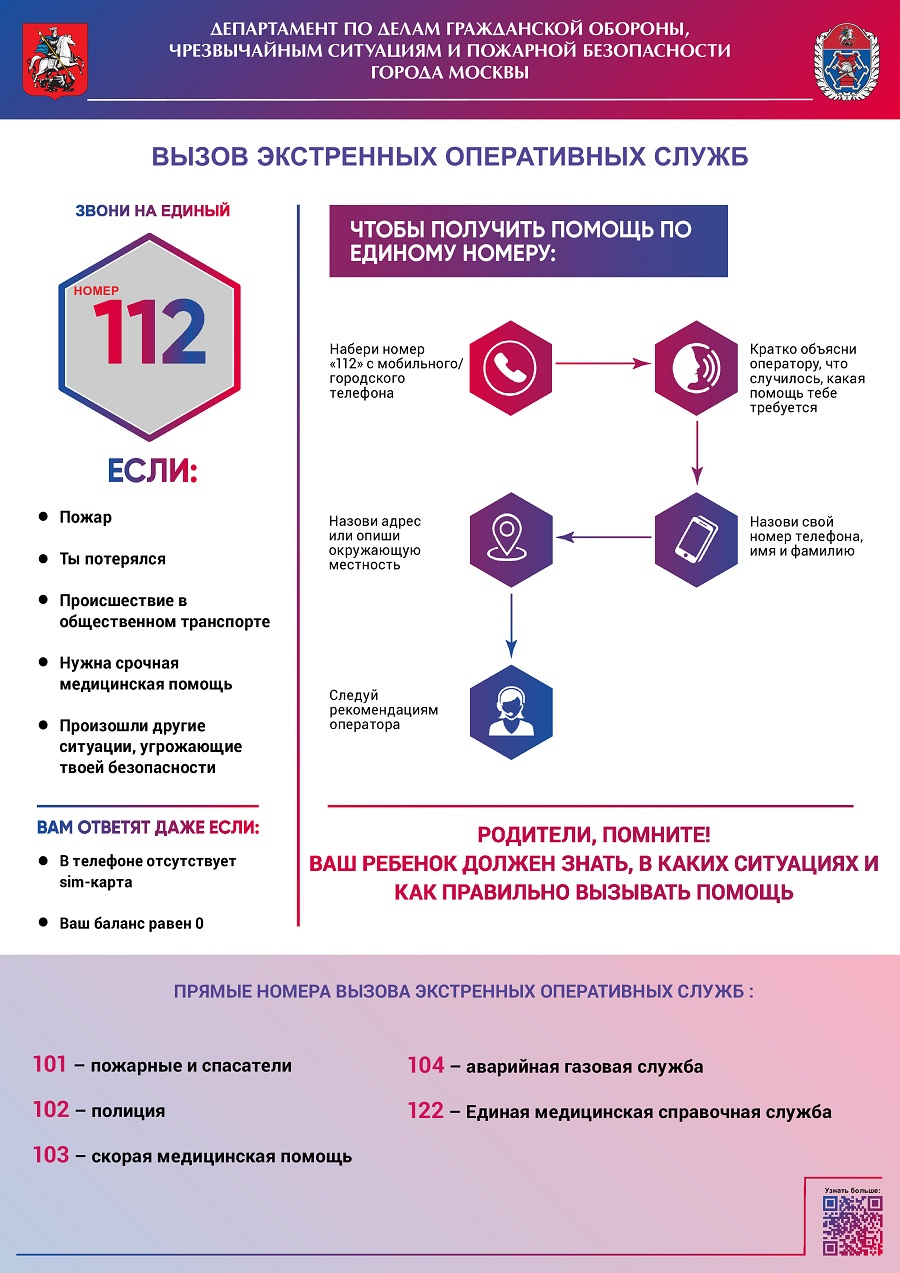 ДЕПАРТАМЕНТ ПО ДЕЛАМ ГРАЖДАНСКОЙ ОБОРОНЫ,
ЧРЕЗВЫЧАЙНЫМ СИТУАЦИЯМ И ПОЖАРНОЙ БЕЗОПАСНОСТИ
ГОРОДА МОСКВЫ
ВЫЗОВ ЭКСТРЕННЫХ ОПЕРАТИВНЫХ СЛУЖБ
ЗВОНИ НА ЕДИНЫЙ
НОМЕР
112
ЕСЛИ:
● Пожар
● Ты потерялся
● Происшествие в
общественном транспорте
● Нужна срочная
медицинская помощь
● Произошли другие
ситуации, угрожающие
твоей безопасности
ВАМ ОТВЕТЯТ ДАЖЕ ЕСЛИ:
● В телефоне отсутствует
sim-карта
● Ваш баланс равен 0
ЧТОБЫ ПОЛУЧИТЬ ПОМОЩЬ ПО
ЕДИНОМУ НОМЕРУ:
Набери номер
«112» с мобильного/
городского
телефона
Кратко объясни
оператору, что
случилось, какая
помощь тебе
требуется
Назови свой
номер телефона,
имя и фамилию
Назови адрес
или опиши
окружающую
местность
Следуй
рекомендациям
оператора
РОДИТЕЛИ, ПОМНИТЕ!
ВАШ РЕБЕНОК ДОЛЖЕН ЗНАТЬ, В КАКИХ СИТУАЦИЯХ И
КАК ПРАВИЛЬНО ВЫЗЫВАТЬ ПОМОЩЬ
ПРЯМЫЕ НОМЕРА ВЫЗОВА ЭКСТРЕННЫХ ОПЕРАТИВНЫХ СЛУЖБ :
101 – пожарные и спасатели
102 – полиция
103 – скорая медицинская помощь
104 – аварийная газовая служба
122 – Единая медицинская справочная служба
Узнать больше: